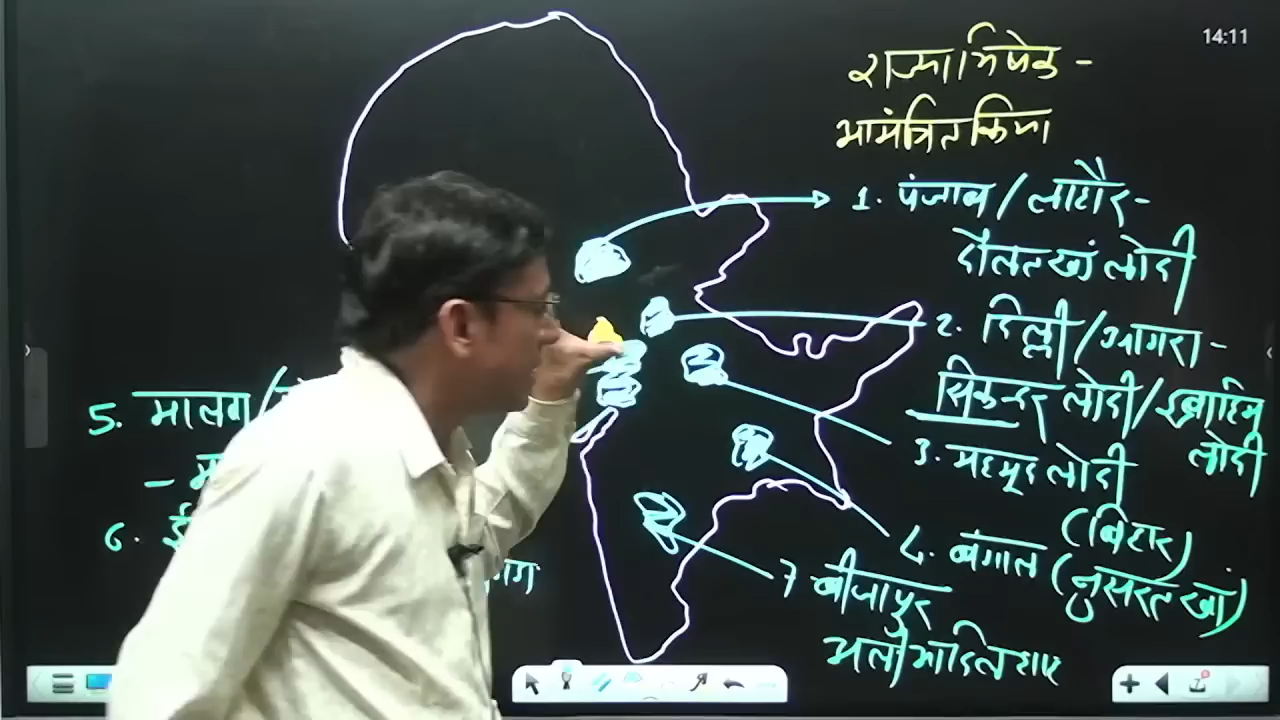 14:11
राज्याभिषेक -
आमंत्रित किया
1. पंजाब / लाहौर -
दौलत खां लोदी
2. दिल्ली / आगरा -
सिकन्दर लोदी / इब्राहिम
लोदी
3. महमूद लोदी
(बिहार)
4. बंगाल (नुसरत खां)
5. मालवा /
6.
7 बीजापुर
अली आदिल शाह